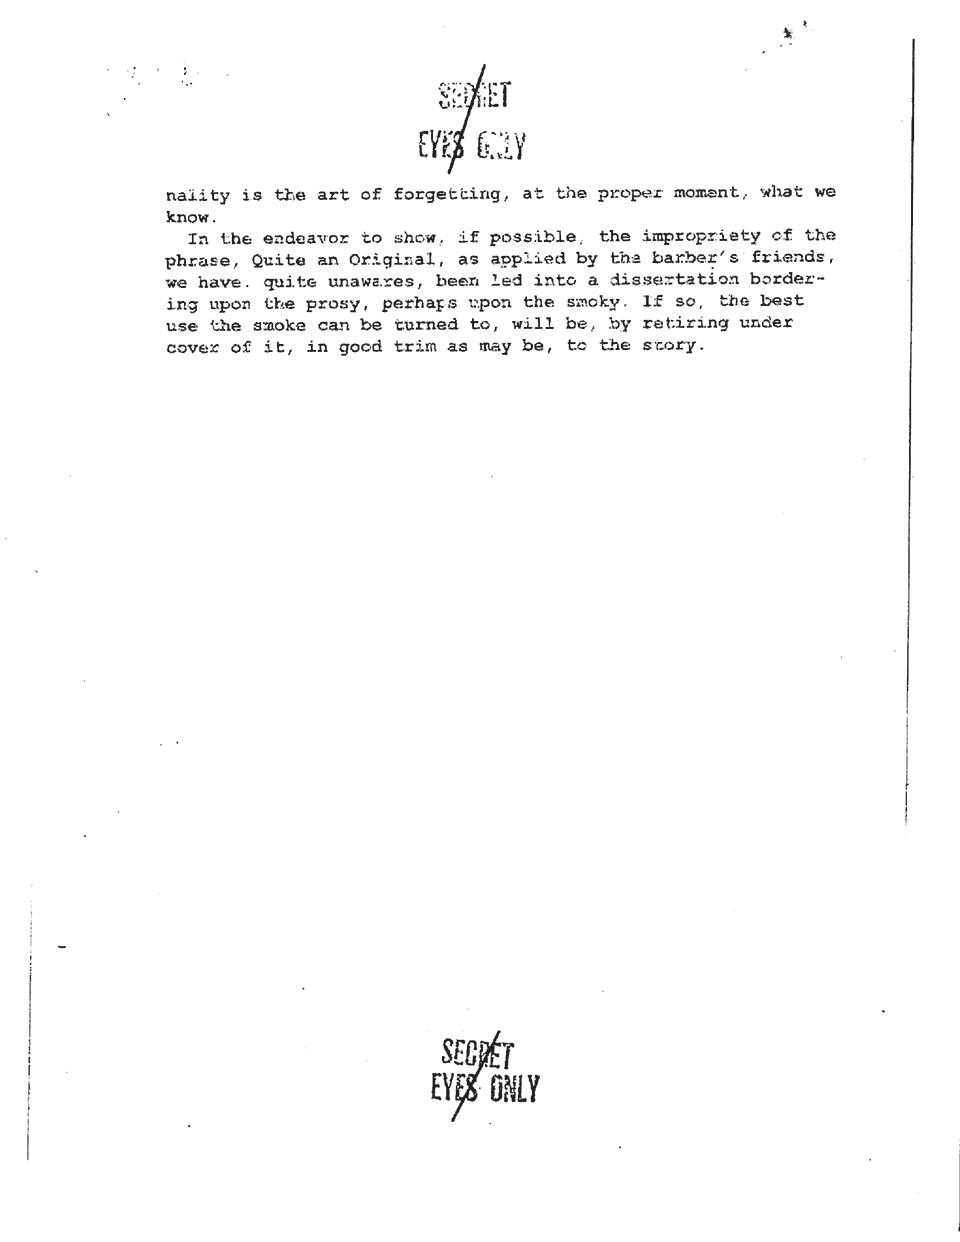 SECRET
EYES ONLY
nality is the art of forgetting, at the proper moment, what we
know.
In the endeavor to show, if possible, the impropriety of the
phrase, Quite an Original, as applied by the barber's friends,
we have. quite unawares, been led into a dissertation border-
ing upon the prosy, perhaps upon the smoky. If so, the best
use the smoke can be turned to, will be, by retiring under
cover of it, in good trim as may be, to the story.
SECRET
EYES ONLY